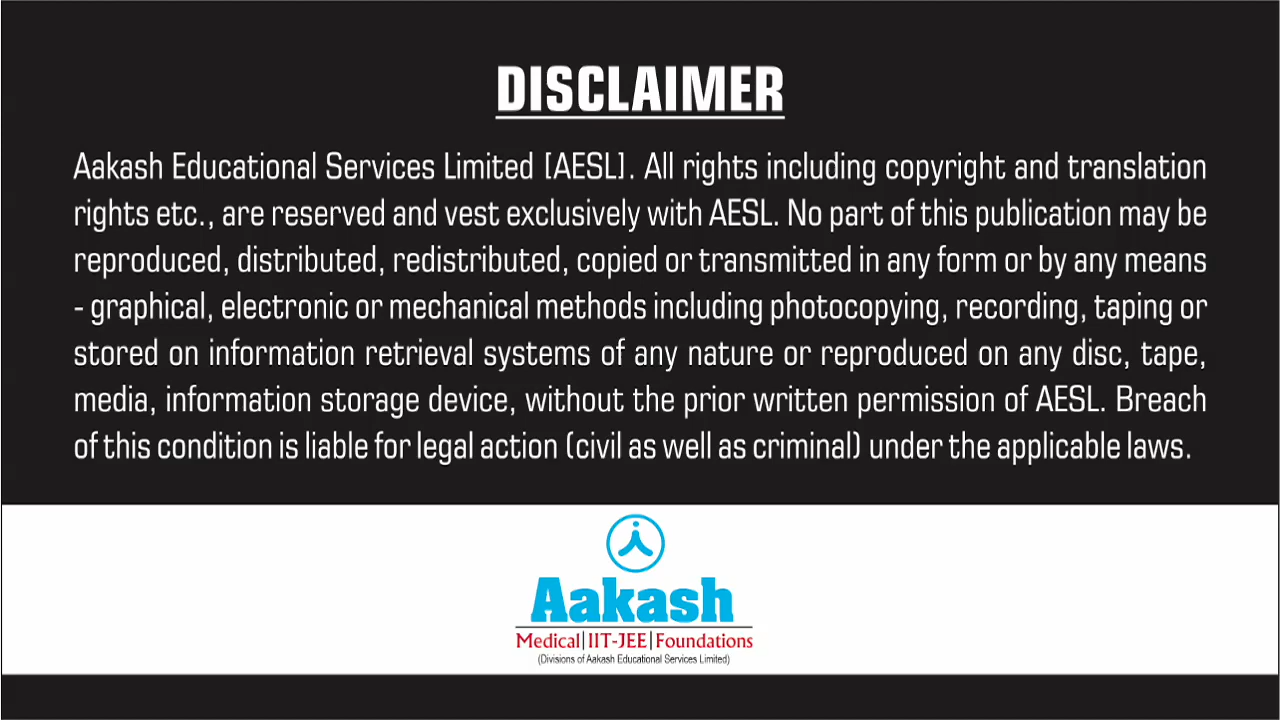 DISCLAIMER
Aakash Educational Services Limited [AESL]. All rights including copyright and translation
rights etc., are reserved and vest exclusively with AESL. No part of this publication may be
reproduced, distributed, redistributed, copied or transmitted in any form or by any means
- graphical, electronic or mechanical methods including photocopying, recording, taping or
stored on information retrieval systems of any nature or reproduced on any disc, tape,
media, information storage device, without the prior written permission of AESL. Breach
of this condition is liable for legal action (civil as well as criminal) under the applicable laws.
Aakash
Medical|IIT-JEE|Foundations
(Divisions of Aakash Educational Services Limited)